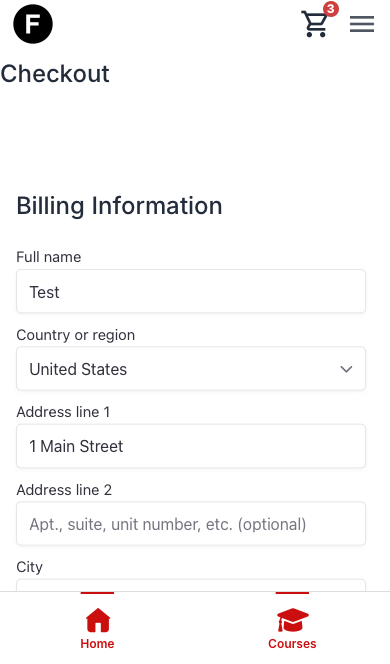 F
3
Checkout
Billing Information
Full name
Test
Country or region
United States
Address line 1
1 Main Street
Address line 2
Apt., suite, unit number, etc. (optional)
City
Home
Courses